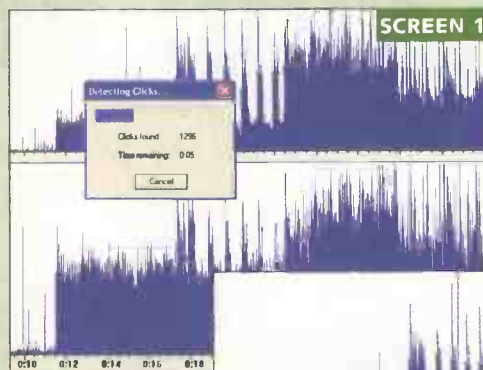 SCREEN 1
Detecting Clicks...
Clicks found: 1296
Time remaining: 0:05
Cancel
0:10 0:12 0:14 0:16 0:18